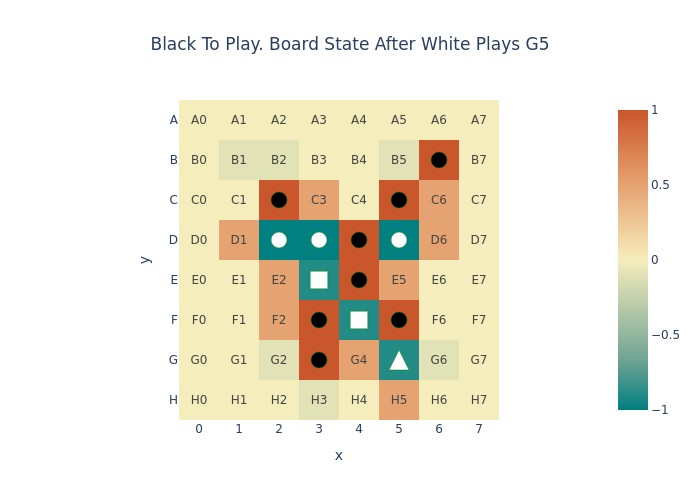 Black To Play. Board State After White Plays G5
A A0 A1 A2 A3 A4 A5 A6 A7
B B0 B1 B2 B3 B4 B5 B7
C C0 C1 C3 C4 C6 C7
D D0 D1 D6 D7
E E0 E1 E2 E5 E6 E7
F F0 F1 F2 F6 F7
G G0 G1 G2 G4 G6 G7
H H0 H1 H2 H3 H4 H5 H6 H7
0 1 2 3 4 5 6 7
x
y
1
0.5
0
−0.5
−1